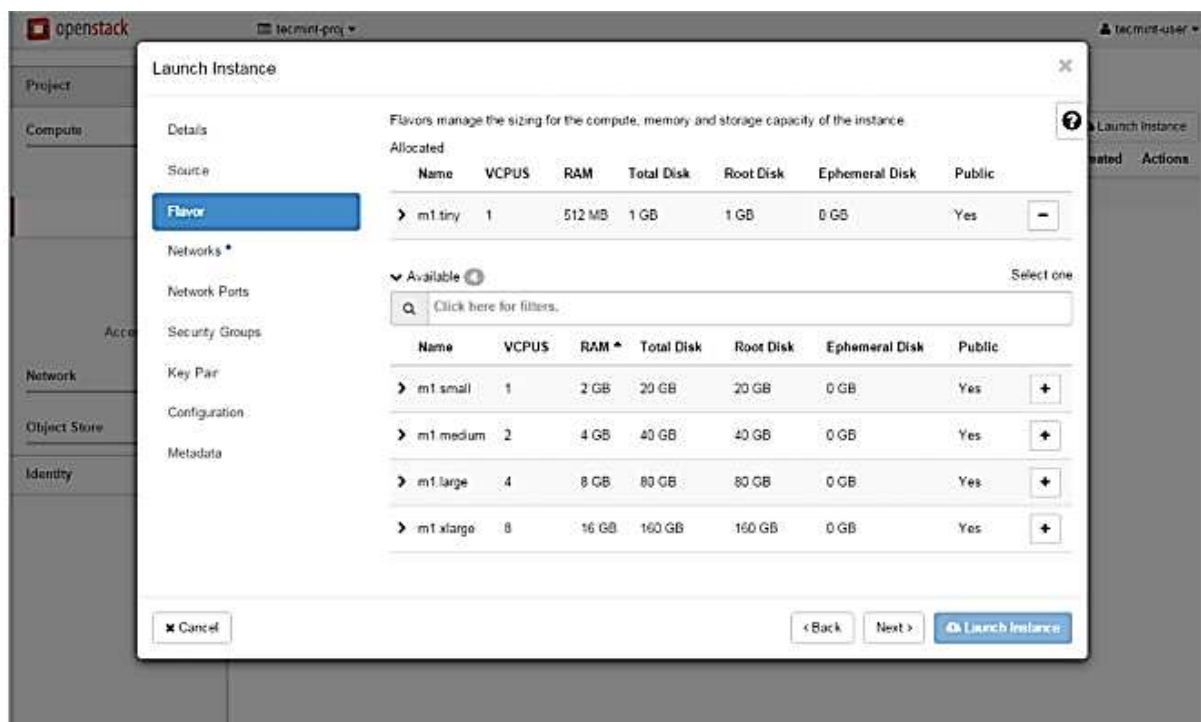 openstack
tecmint-proj
tecmint-user
Project
Compute
Network
Object Store
Identity
Launch Instance
Actions
Launch Instance
Details
Source
Flavor
Networks *
Network Ports
Security Groups
Key Pair
Configuration
Metadata
Flavors manage the sizing for the compute, memory and storage capacity of the instance
Allocated
Name VCPUS RAM Total Disk Root Disk Ephemeral Disk Public
m1.tiny 1 512 MB 1 GB 1 GB 0 GB Yes
Available 4 Select one
Click here for filters.
Name VCPUS RAM Total Disk Root Disk Ephemeral Disk Public
m1.small 1 2 GB 20 GB 20 GB 0 GB Yes
m1.medium 2 4 GB 40 GB 40 GB 0 GB Yes
m1.large 4 8 GB 80 GB 80 GB 0 GB Yes
m1.xlarge 8 16 GB 160 GB 160 GB 0 GB Yes
Cancel
< Back Next > Launch Instance